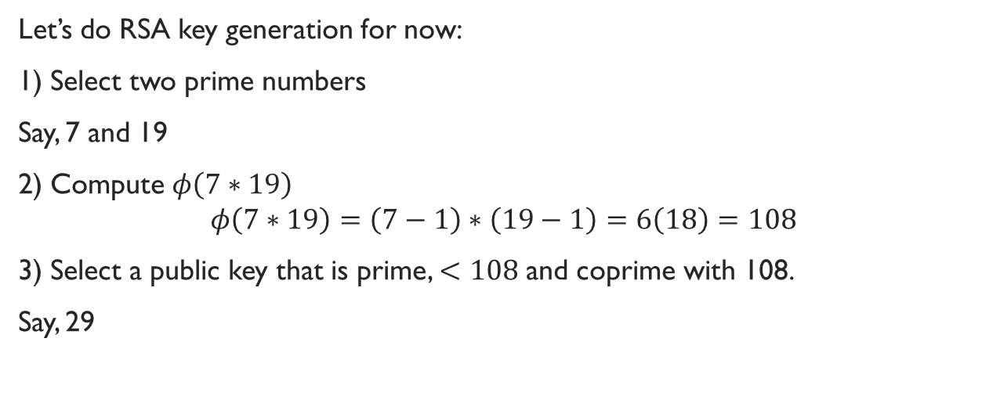 Let’s do RSA key generation for now:
1) Select two prime numbers
Say, 7 and 19
2) Compute ϕ(7 ∗ 19)
ϕ(7 ∗ 19) = (7 − 1) ∗ (19 − 1) = 6(18) = 108
3) Select a public key that is prime, < 108 and coprime with 108.
Say, 29